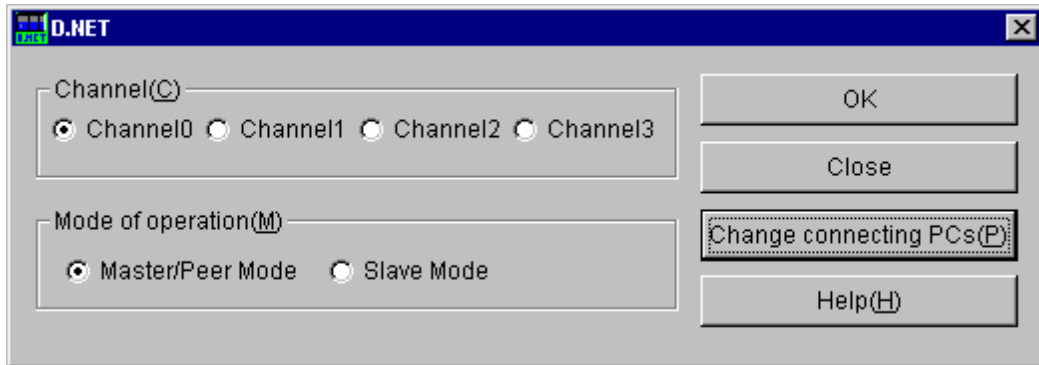 D.NET
Channel(C)
Channel0 Channel1 Channel2 Channel3
Mode of operation(M)
Master/Peer Mode Slave Mode
OK
Close
Change connecting PCs(P)
Help(H)